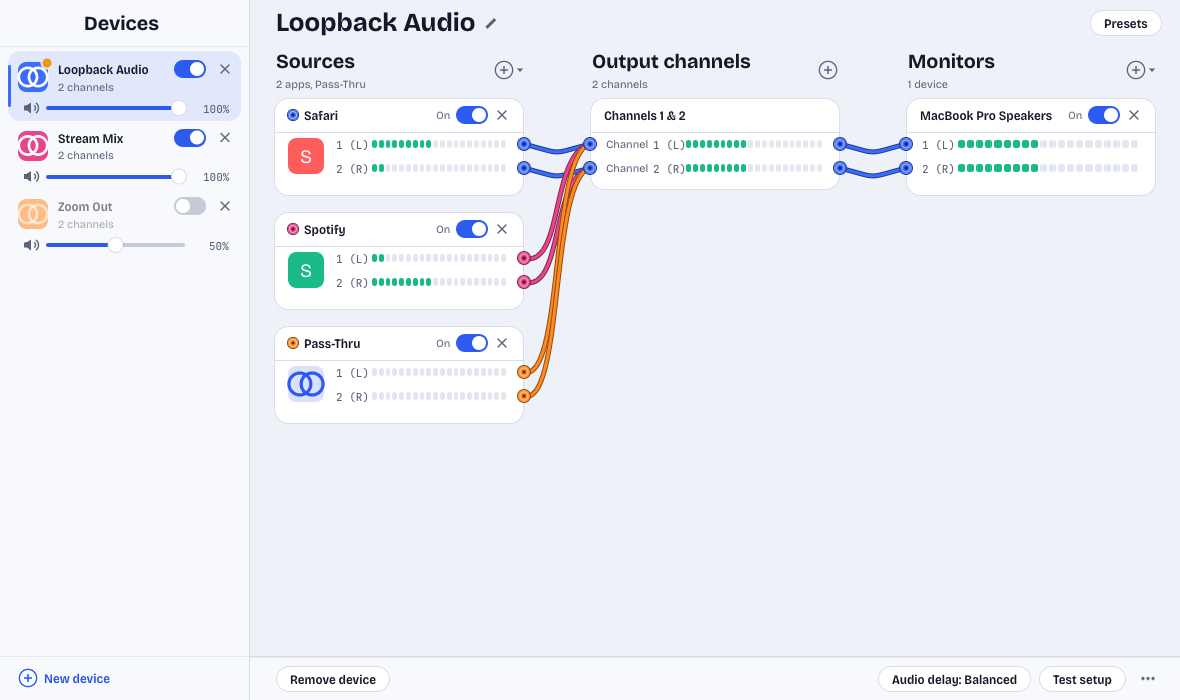 Devices
Loopback Audio
2 channels
100%
Stream Mix
2 channels
100%
Zoom Out
2 channels
50%
New device
Loopback Audio
Presets
Sources
2 apps, Pass-Thru
Output channels
2 channels
Monitors
1 device
Safari
On
S
1 (L)
2 (R)
Channels 1 & 2
Channel 1 (L)
Channel 2 (R)
MacBook Pro Speakers
On
1 (L)
2 (R)
Spotify
On
S
1 (L)
2 (R)
Pass-Thru
On
1 (L)
2 (R)
Remove device
Audio delay: Balanced
Test setup